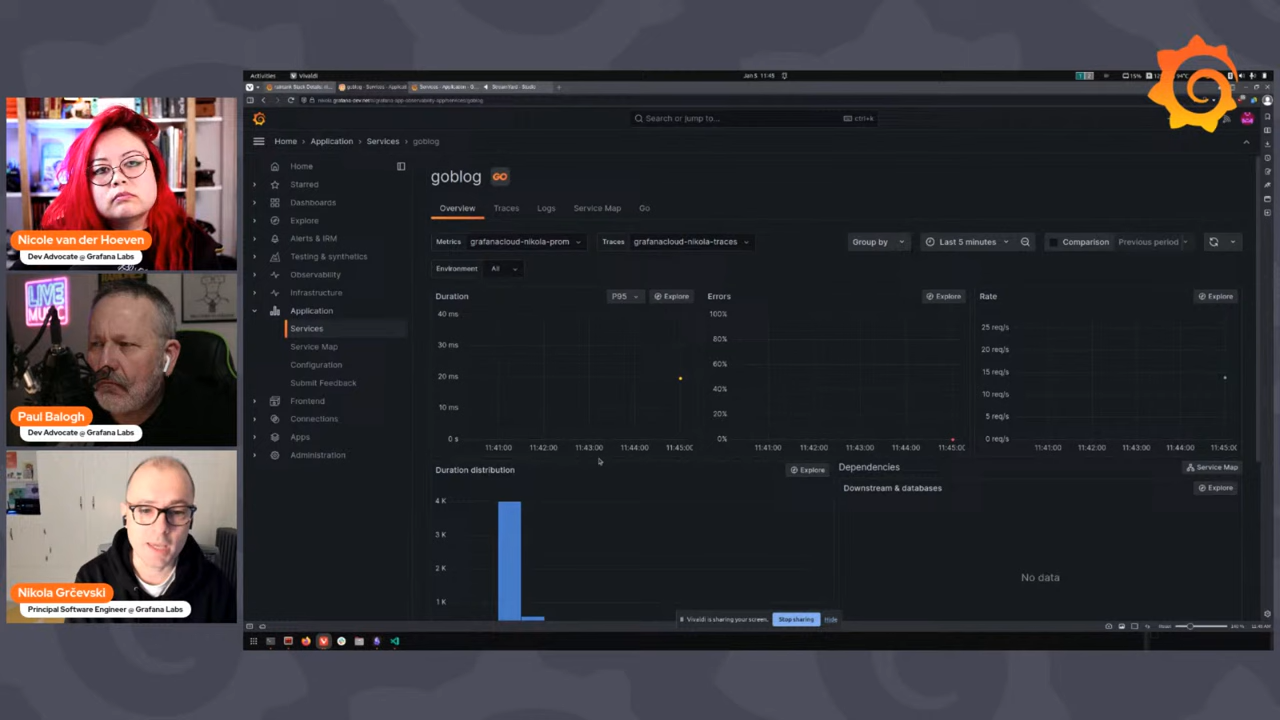 Nicole van der Hoeven
Dev Advocate @ Grafana Labs
LIVE
MUSIC
Paul Balogh
Dev Advocate @ Grafana Labs
Nikola Grčevski
Principal Software Engineer @ Grafana Labs
Activities
Vivaldi
Jan 5 11:45
Search or jump to...
ctrl+k
Home › Application › Services › goblog
Home
Starred
Dashboards
Explore
Alerts & IRM
Testing & synthetics
Observability
Infrastructure
Application
Services
Service Map
Configuration
Submit Feedback
Frontend
Connections
Apps
Administration
goblog GO
Overview
Traces
Logs
Service Map
Go
Metrics grafanacloud-nikola-prom
Traces grafanacloud-nikola-traces
Group by
Last 5 minutes
Comparison Previous period
Environment All
Duration
P95
Explore
40 ms
30 ms
20 ms
10 ms
0 s
11:41:00 11:42:00 11:43:00 11:44:00 11:45:00
Errors
Explore
100%
80%
60%
40%
20%
0%
11:41:00 11:42:00 11:43:00 11:44:00 11:45:00
Rate
Explore
25 req/s
20 req/s
15 req/s
10 req/s
5 req/s
0 req/s
11:41:00 11:42:00 11:43:00 11:44:00 11:45:00
Duration distribution
Explore
4 K
3 K
2 K
1 K
Dependencies
Service Map
Downstream & databases
Explore
No data
Vivaldi is sharing your screen.
Stop sharing
Hide